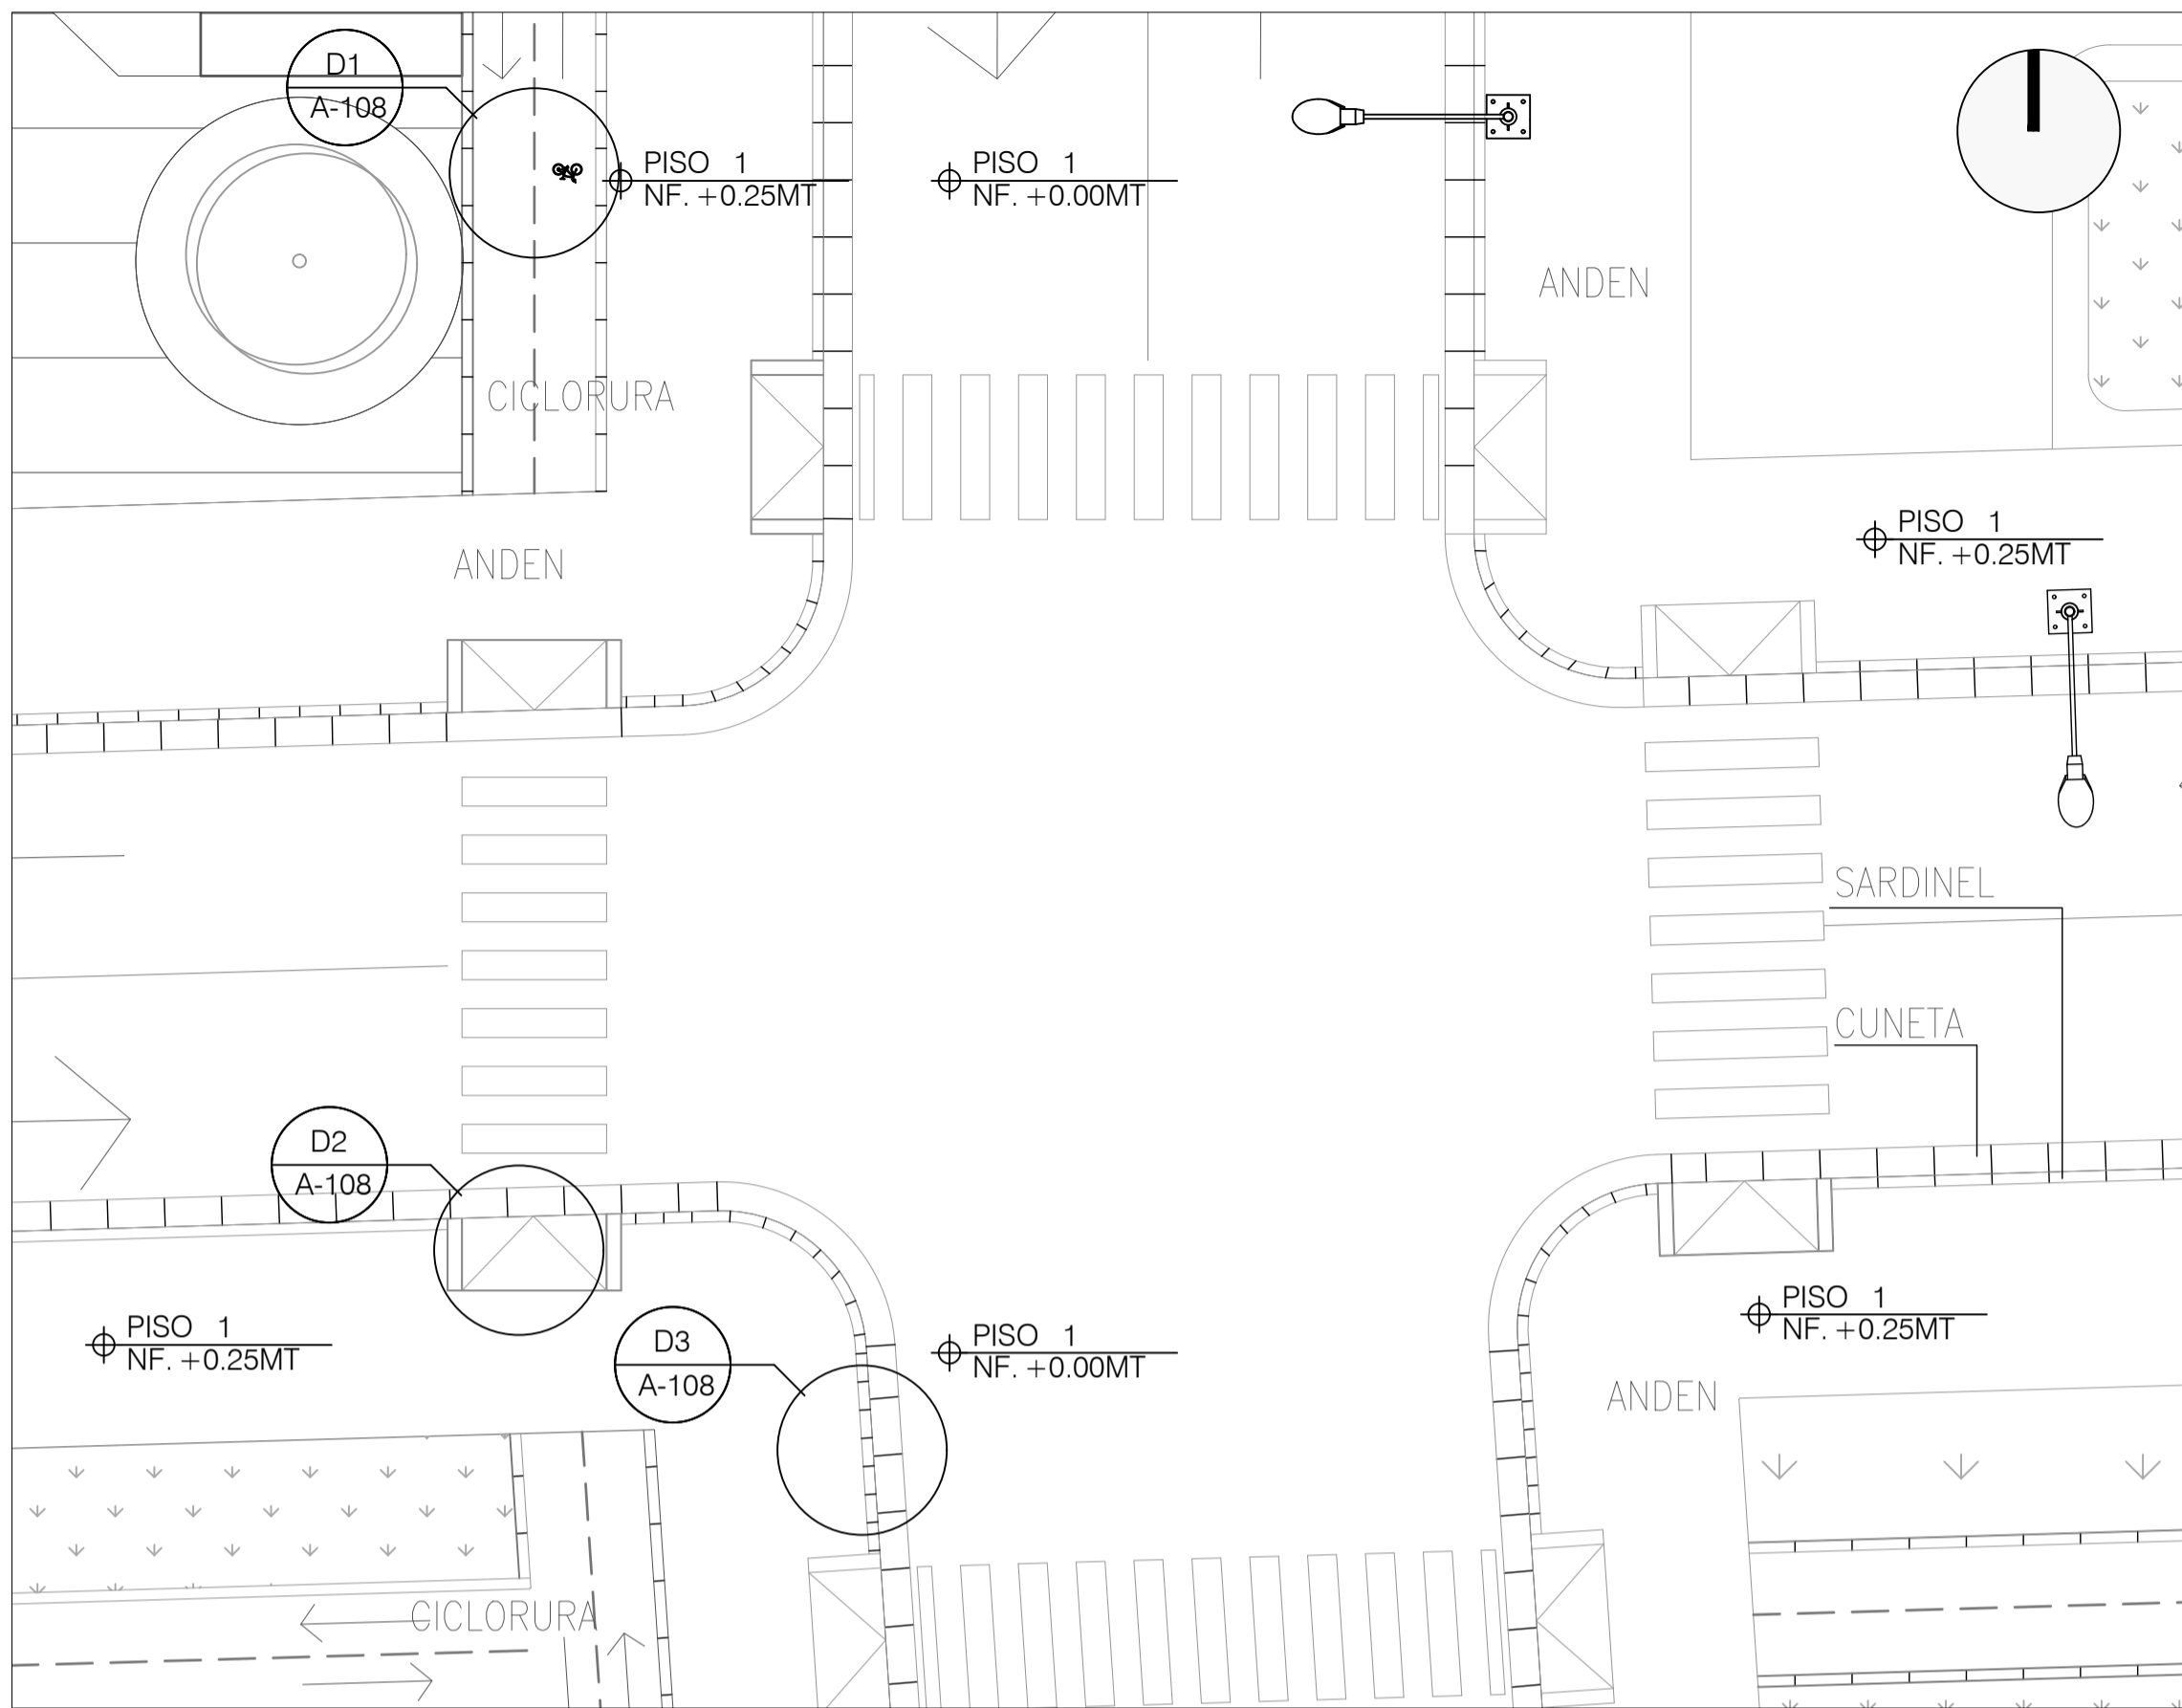 D1
A-108
PISO 1
NF. +0.25MT
PISO 1
NF. +0.00MT
ANDEN
CICLORURA
PISO 1
NF. +0.25MT
ANDEN
SARDINEL
CUNETA
D2
A-108
PISO 1
NF. +0.25MT
D3
A-108
PISO 1
NF. +0.00MT
PISO 1
NF. +0.25MT
ANDEN
CICLORURA